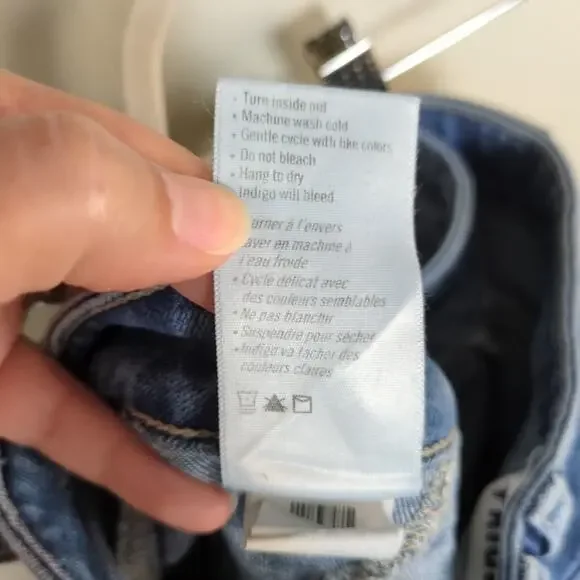 • Turn inside out
• Machine wash cold
• Gentle cycle with like colors
• Do not bleach
• Hang to dry
Indigo will bleed
ourner à l'envers
aver en machine à
l'eau froide
• Cycle délicat avec
des couleurs semblables
• Ne pas blanchir
• Suspendre pour sécher
• Indigo va tacher des
couleurs claires